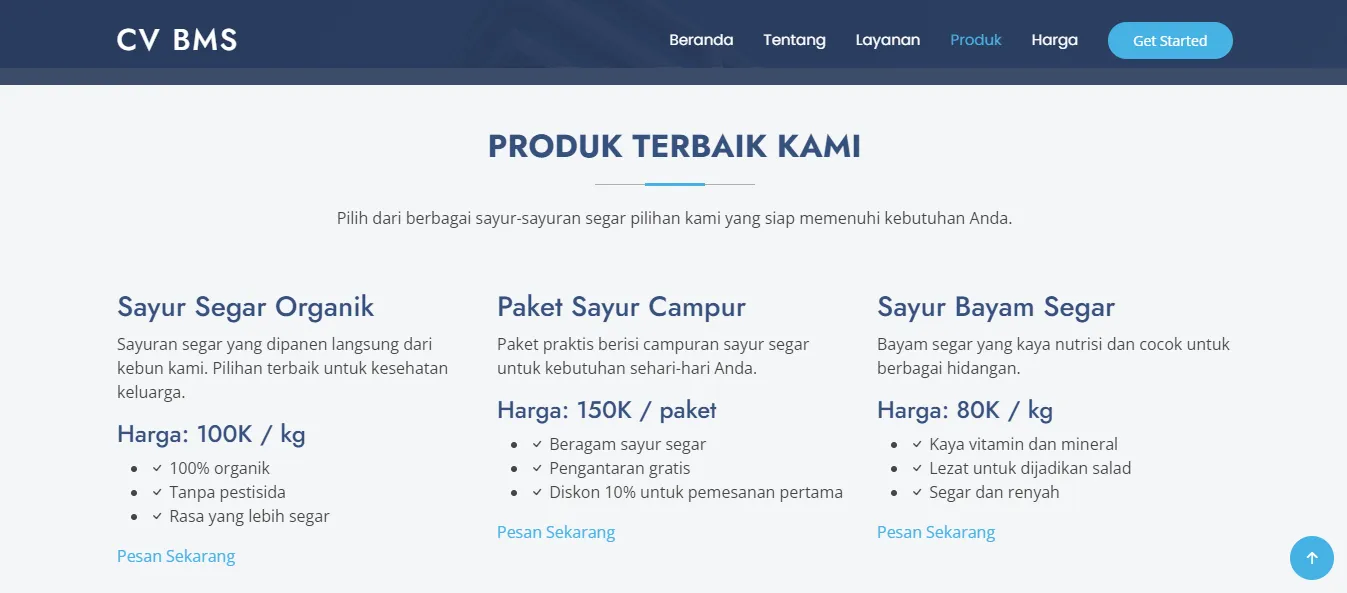 CV BMS
Beranda Tentang Layanan Produk Harga Get Started
PRODUK TERBAIK KAMI
Pilih dari berbagai sayur-sayuran segar pilihan kami yang siap memenuhi kebutuhan Anda.
Sayur Segar Organik
Sayuran segar yang dipanen langsung dari
kebun kami. Pilihan terbaik untuk kesehatan
keluarga.
Harga: 100K / kg
100% organik
Tanpa pestisida
Rasa yang lebih segar
Pesan Sekarang
Paket Sayur Campur
Paket praktis berisi campuran sayur segar
untuk kebutuhan sehari-hari Anda.
Harga: 150K / paket
Beragam sayur segar
Pengantaran gratis
Diskon 10% untuk pemesanan pertama
Pesan Sekarang
Sayur Bayam Segar
Bayam segar yang kaya nutrisi dan cocok untuk
berbagai hidangan.
Harga: 80K / kg
Kaya vitamin dan mineral
Lezat untuk dijadikan salad
Segar dan renyah
Pesan Sekarang